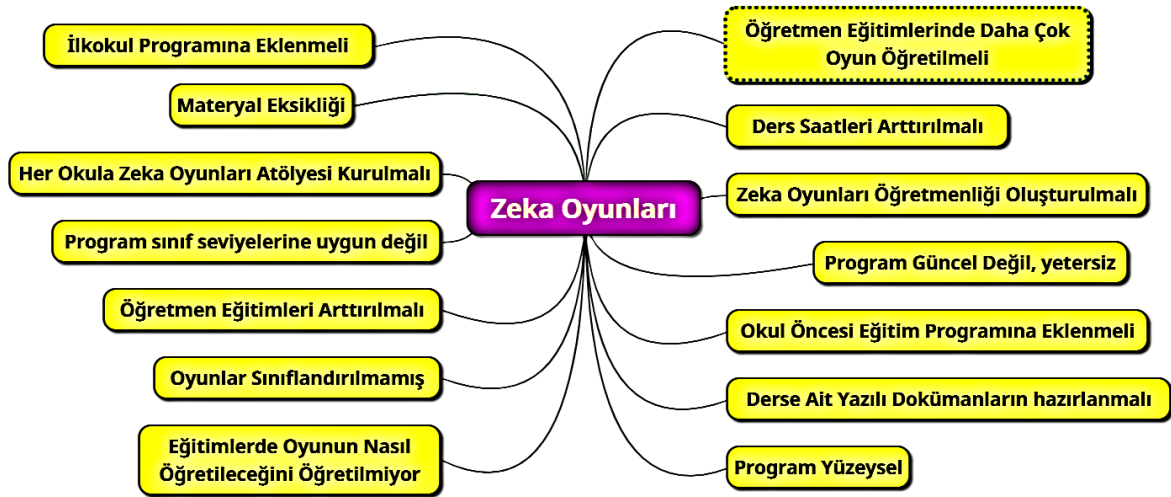 Zeka Oyunları
İlkokul Programına Eklenmeli
Materyal Eksikliği
Her Okula Zeka Oyunları Atölyesi Kurulmalı
Program sınıf seviyelerine uygun değil
Öğretmen Eğitimleri Arttırılmalı
Oyunlar Sınıflandırılmamış
Eğitimlerde Oyunun Nasıl
Öğretileceğini Öğretilmiyor
Öğretmen Eğitimlerinde Daha Çok
Oyun Öğretilmeli
Ders Saatleri Arttırılmalı
Zeka Oyunları Öğretmenliği Oluşturulmalı
Program Güncel Değil, yetersiz
Okul Öncesi Eğitim Programına Eklenmeli
Derse Ait Yazılı Dokümanların hazırlanmalı
Program Yüzeysel